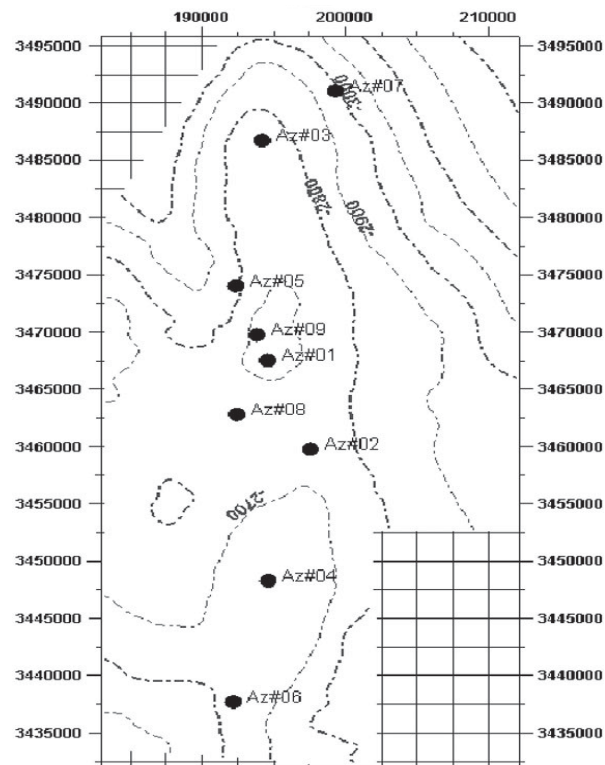 190000 200000 210000
3495000 3495000
Az#07
3490000 -3000 3490000
Az#03
3485000 3485000
-2800
3480000 -2900 3480000
3475000 Az#05 3475000
3470000 Az#09 3470000
Az#01
3465000 3465000
Az#08
3460000 Az#02 3460000
3455000 -2700 3455000
3450000 3450000
Az#04
3445000 3445000
3440000 3440000
Az#06
3435000 3435000